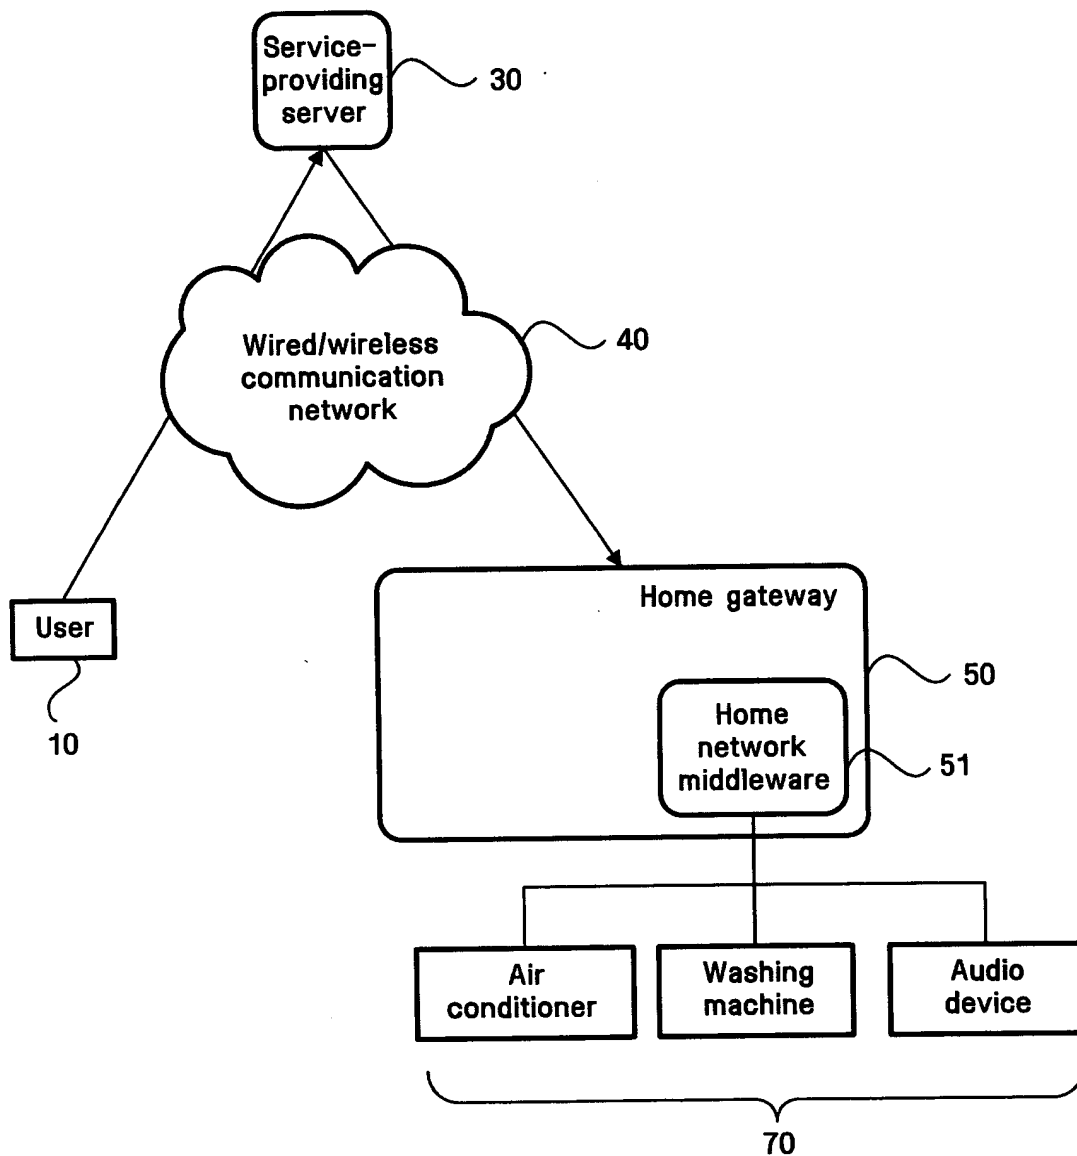 Service-
providing
server
30
Wired/wireless
communication
network
40
User
10
Home gateway
50
Home
network
middleware
51
Air
conditioner
Washing
machine
Audio
device
70